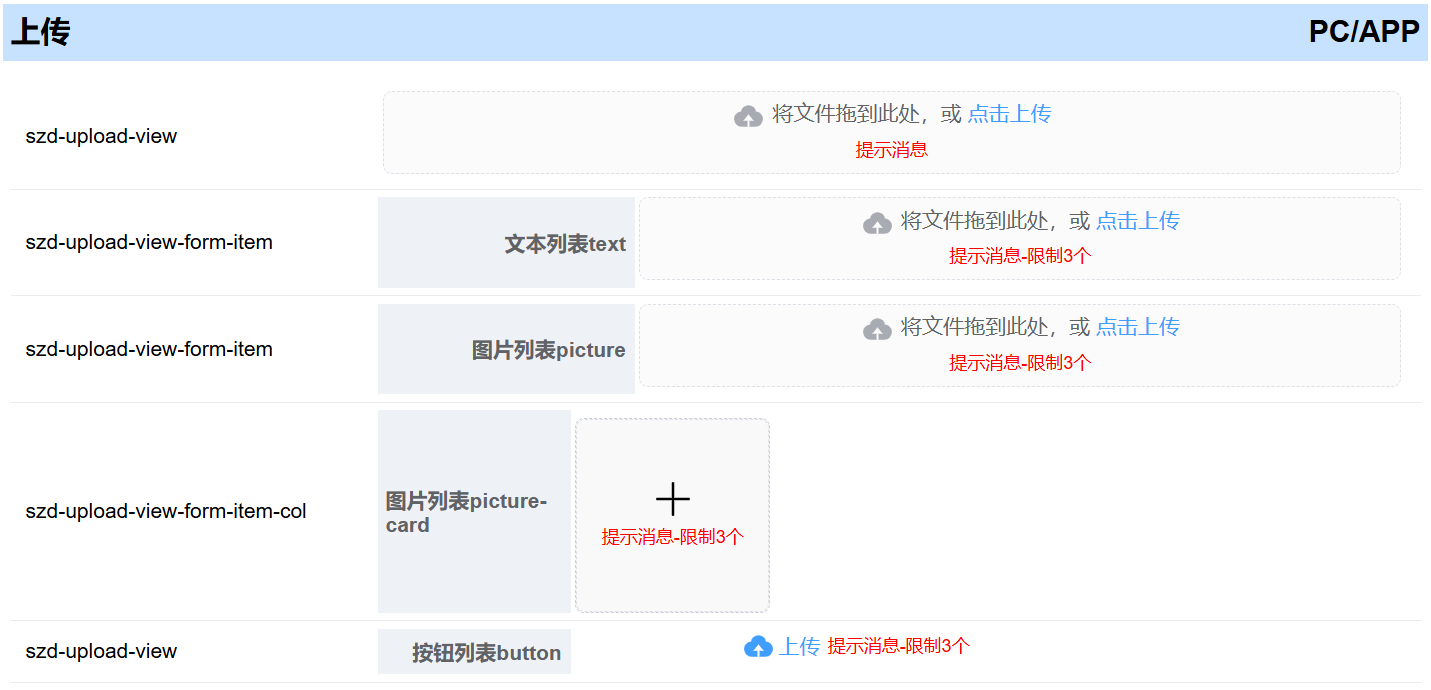 上传 PC/APP
szd-upload-view
将文件拖到此处，或 点击上传
提示消息
szd-upload-view-form-item
文本列表text
将文件拖到此处，或 点击上传
提示消息-限制3个
szd-upload-view-form-item
图片列表picture
将文件拖到此处，或 点击上传
提示消息-限制3个
szd-upload-view-form-item-col
图片列表picture-
card
提示消息-限制3个
szd-upload-view
按钮列表button
上传 提示消息-限制3个